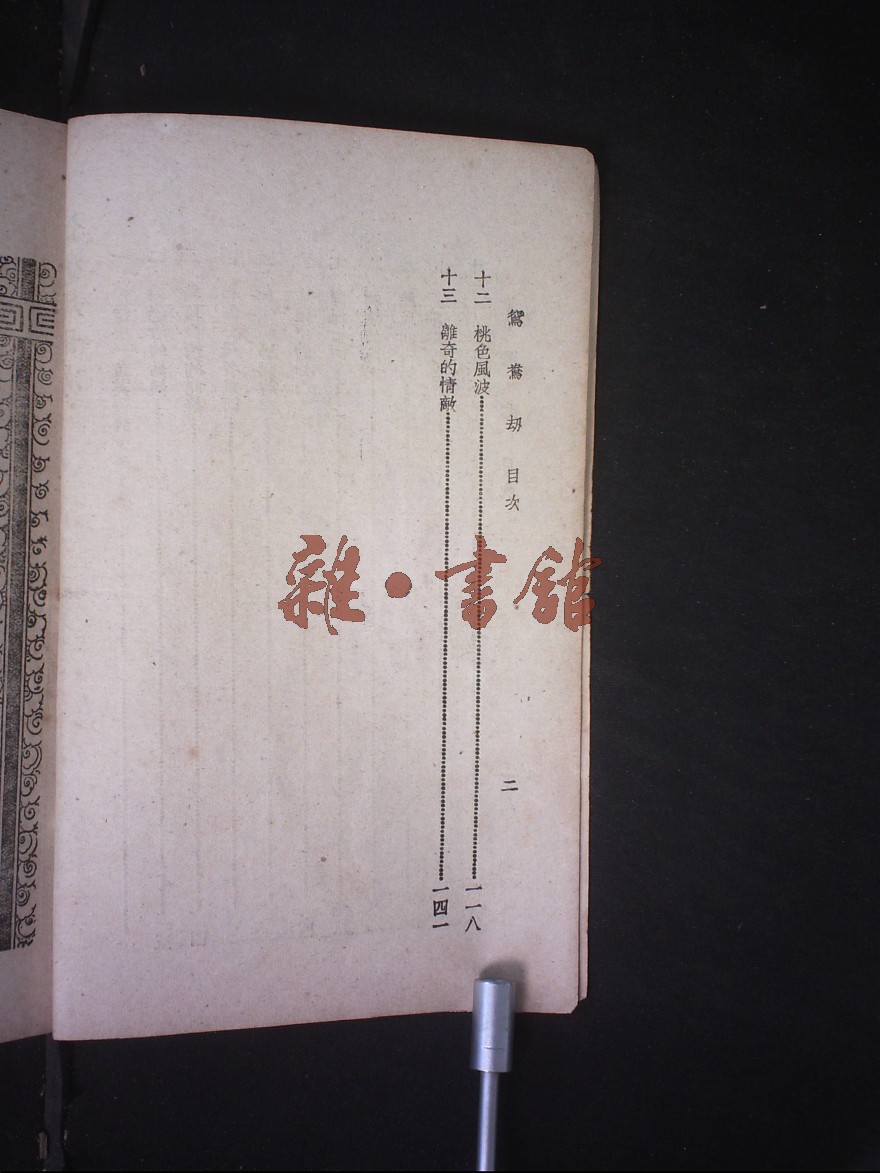 鴛鴦劫 目次 二
十二 桃色風波 一一八
十三 離奇的情敵 一四一
雜·書館